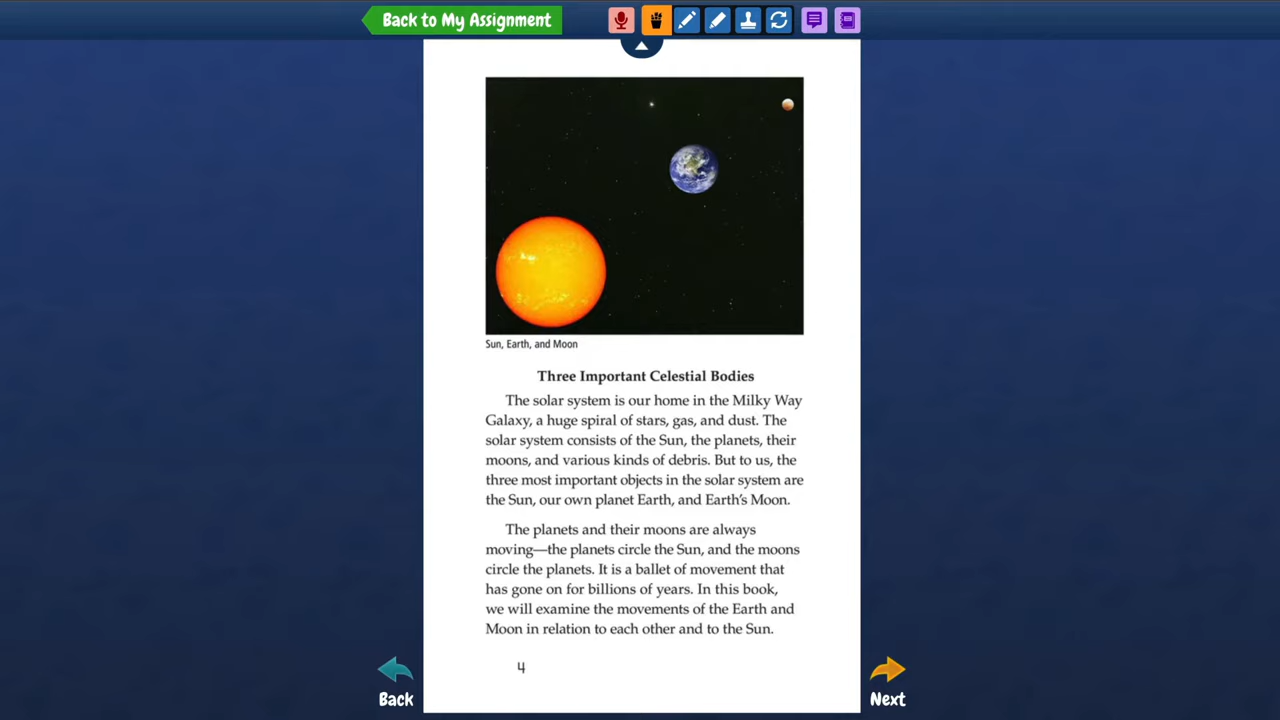 Back to My Assignment
Sun, Earth, and Moon
Three Important Celestial Bodies
The solar system is our home in the Milky Way
Galaxy, a huge spiral of stars, gas, and dust. The
solar system consists of the Sun, the planets, their
moons, and various kinds of debris. But to us, the
three most important objects in the solar system are
the Sun, our own planet Earth, and Earth's Moon.
The planets and their moons are always
moving—the planets circle the Sun, and the moons
circle the planets. It is a ballet of movement that
has gone on for billions of years. In this book,
we will examine the movements of the Earth and
Moon in relation to each other and to the Sun.
4
Back
Next